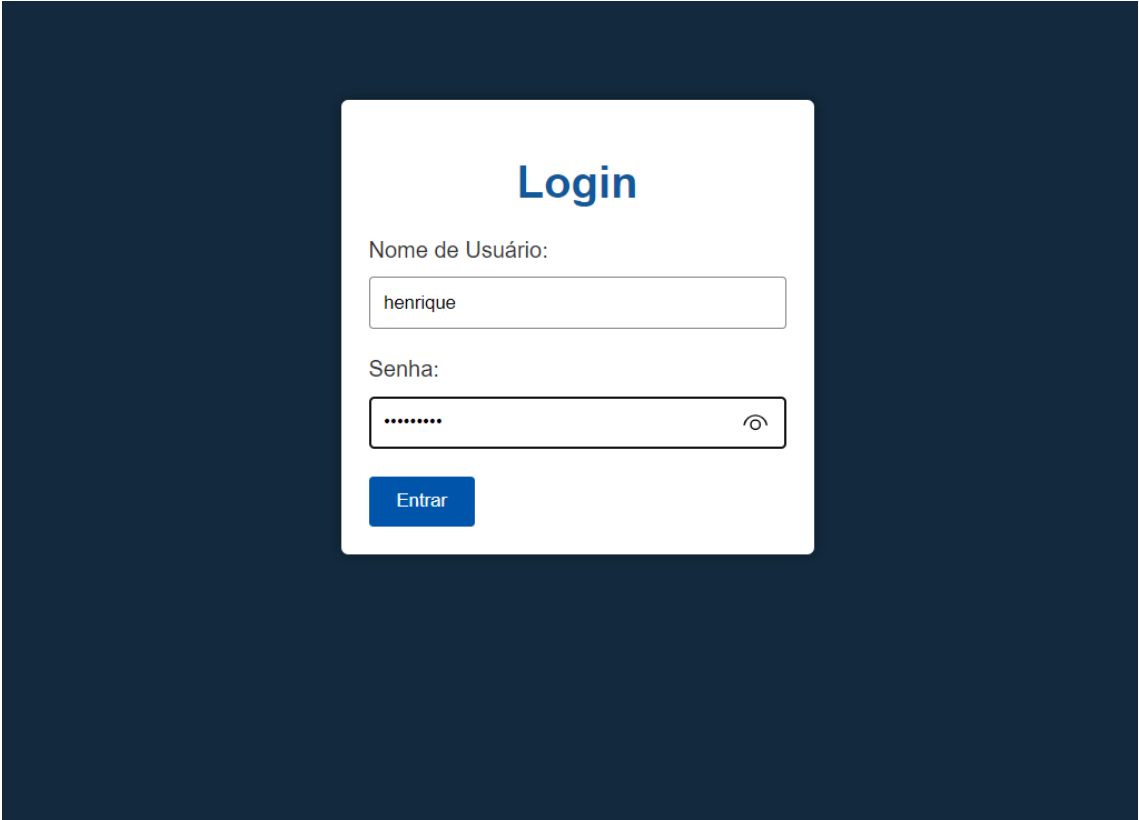 Login
Nome de Usuário:
henrique
Senha:
•••••••••
Entrar